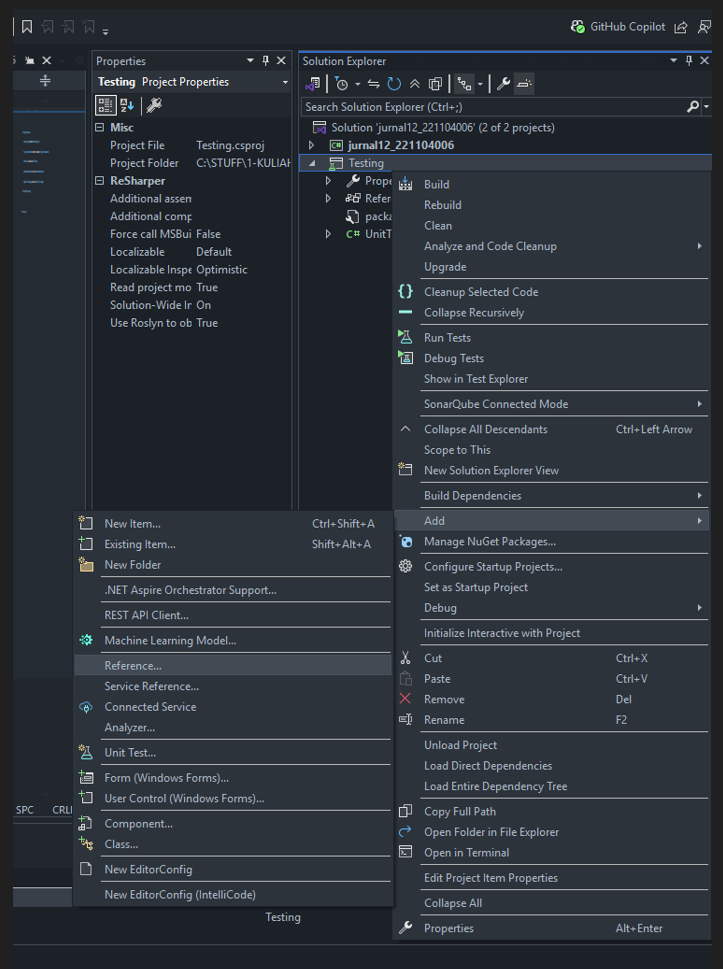 GitHub Copilot
Properties
Testing Project Properties
Misc
Project File Testing.csproj
Project Folder C:\STUFF\1-KULIAH
ReSharper
Additional assem
Additional comp
Force call MSBui False
Localizable Default
Localizable Inspe Optimistic
Read project mo True
Solution-Wide Ir On
Use Roslyn to ob True
Solution Explorer
Search Solution Explorer (Ctrl+;)
Solution 'jurnal12_221104006' (2 of 2 projects)
jurnal12_221104006
Testing
Prope
Refer
packa
UnitT
Build
Rebuild
Clean
Analyze and Code Cleanup
Upgrade
Cleanup Selected Code
Collapse Recursively
Run Tests
Debug Tests
Show in Test Explorer
SonarQube Connected Mode
Collapse All Descendants Ctrl+Left Arrow
Scope to This
New Solution Explorer View
Build Dependencies
Add
Manage NuGet Packages...
Configure Startup Projects...
Set as Startup Project
Debug
Initialize Interactive with Project
Cut Ctrl+X
Paste Ctrl+V
Remove Del
Rename F2
Unload Project
Load Direct Dependencies
Load Entire Dependency Tree
Copy Full Path
Open Folder in File Explorer
Open in Terminal
Edit Project Item Properties
Collapse All
Properties Alt+Enter
New Item... Ctrl+Shift+A
Existing Item... Shift+Alt+A
New Folder
.NET Aspire Orchestrator Support...
REST API Client...
Machine Learning Model...
Reference...
Service Reference...
Connected Service
Analyzer...
Unit Test...
Form (Windows Forms)...
User Control (Windows Forms)...
Component...
Class...
New EditorConfig
New EditorConfig (IntelliCode)
SPC CRL
Testing